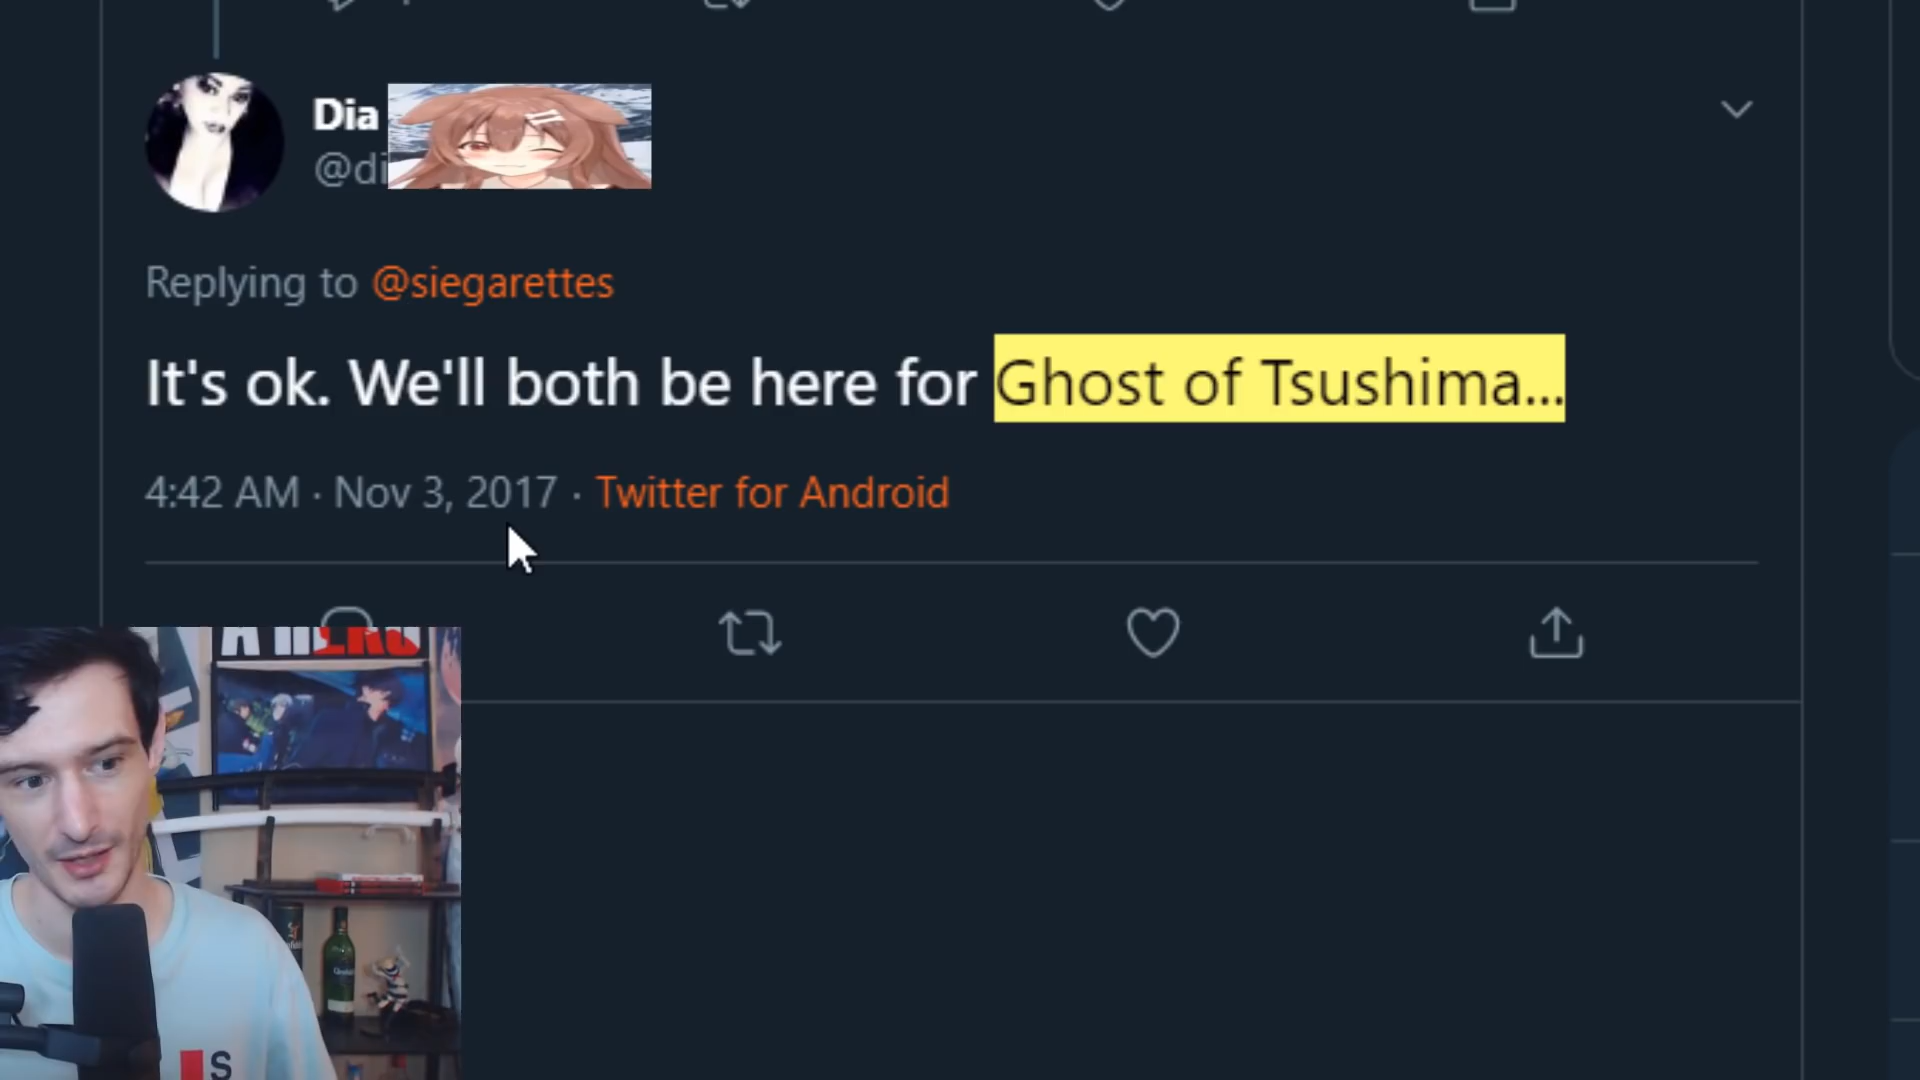 Dia
@di
Replying to @siegarettes
It's ok. We'll both be here for Ghost of Tsushima...
4:42 AM · Nov 3, 2017 · Twitter for Android
A HERO
S